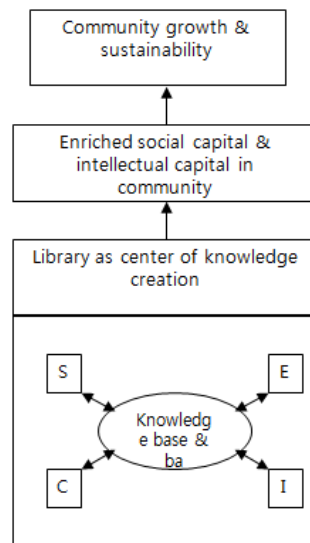 Community growth &
sustainability
Enriched social capital &
intellectual capital in
community
Library as center of knowledge
creation
S
E
Knowledg
e base &
ba
C
I